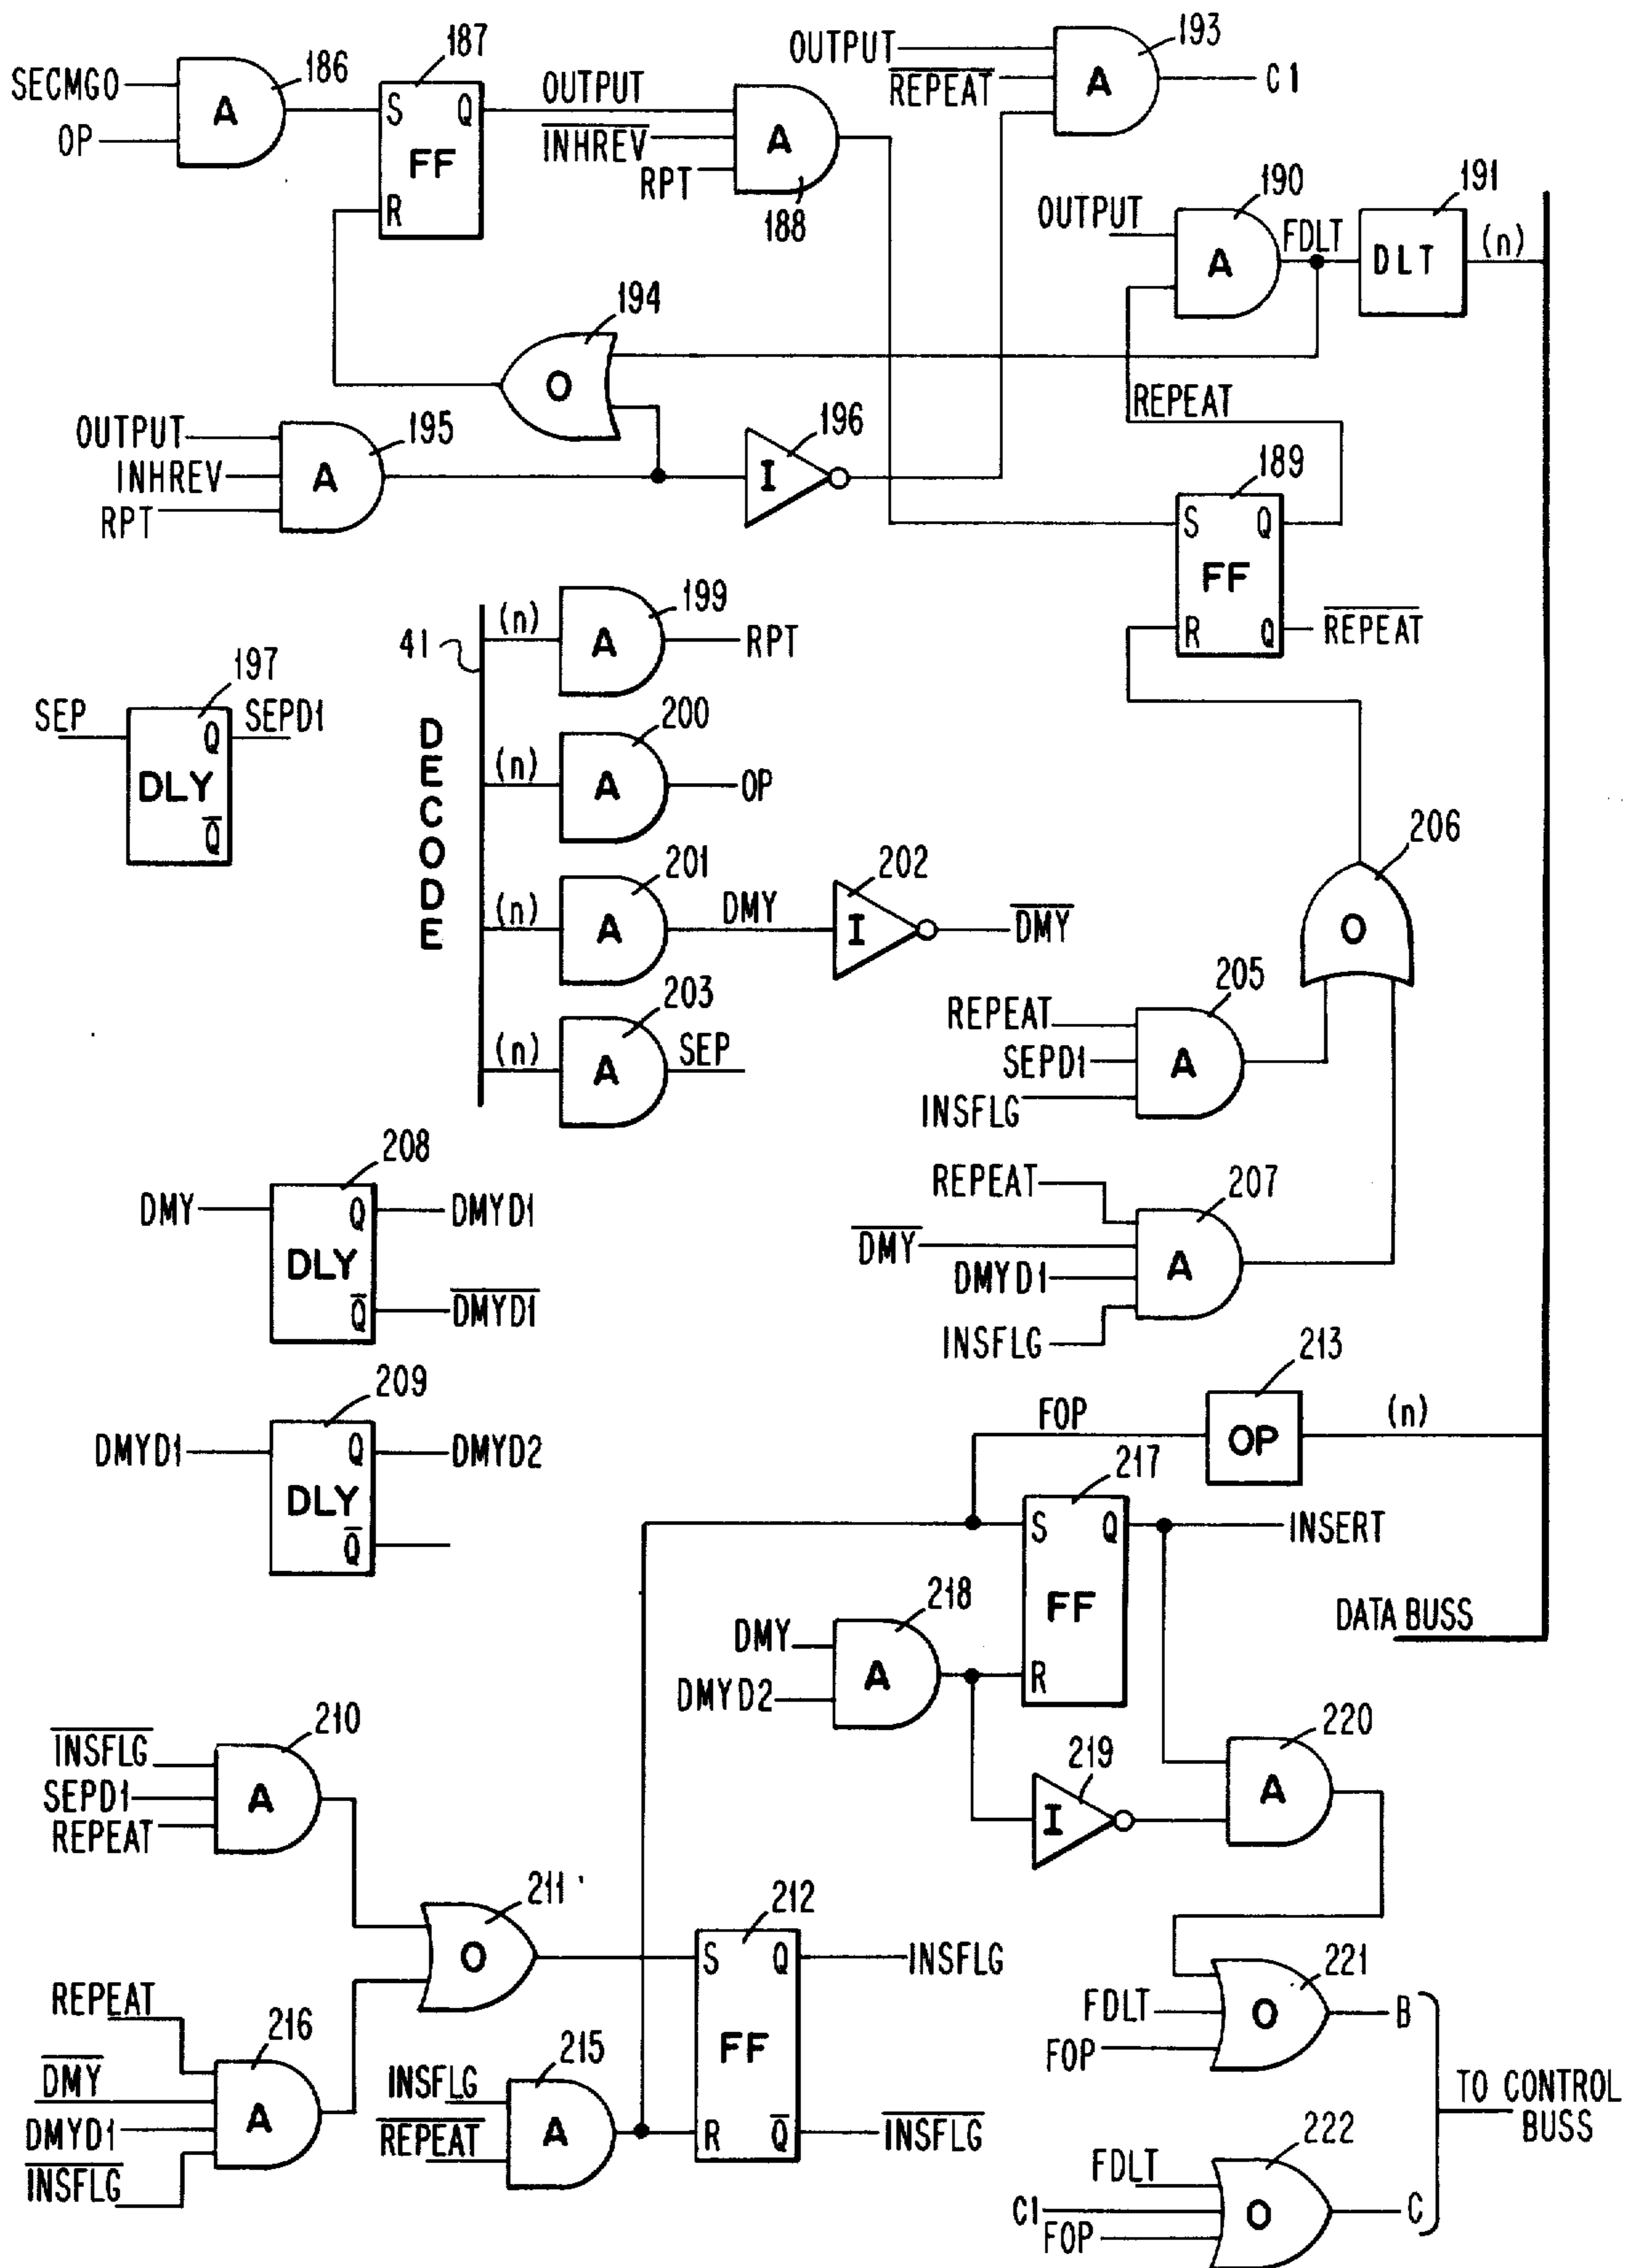 187
193
OUTPUT
186
SECMGO
A
S
Q
OUTPUT
A
REPEAT
C1
OP
FF
INHREV
A
RPT
R
188
190
191
OUTPUT
FDLT
(n)
A
DLT
194
O
REPEAT
196
195
OUTPUT
INHREV
A
I
RPT
189
S
Q
FF
199
(n)
R
Q
REPEAT
41
A
RPT
197
200
SEP
Q
SEPD1
DLY
Q
DECODE
(n)
A
OP
206
201
202
(n)
A
DMY
I
DMY
O
203
205
(n)
A
SEP
REPEAT
SEPD1
A
INSFLG
208
DMY
Q
DMYD1
DLY
Q
DMYD1
REPEAT
207
DMY
DMYD1
A
INSFLG
213
209
FOP
(n)
OP
DMYD1
Q
DMYD2
DLY
Q
217
S
Q
INSERT
218
FF
DMY
A
DMYD2
R
DATA BUSS
210
INSFLG
SEPD1
A
REPEAT
219
220
I
A
211
212
O
S
Q
INSFLG
FF
R
Q
INSFLG
REPEAT
216
DMY
DMYD1
A
INSFLG
215
INSFLG
REPEAT
A
221
FDLT
O
B
FOP
TO CONTROL
BUSS
222
FDLT
C1
O
C
FOP